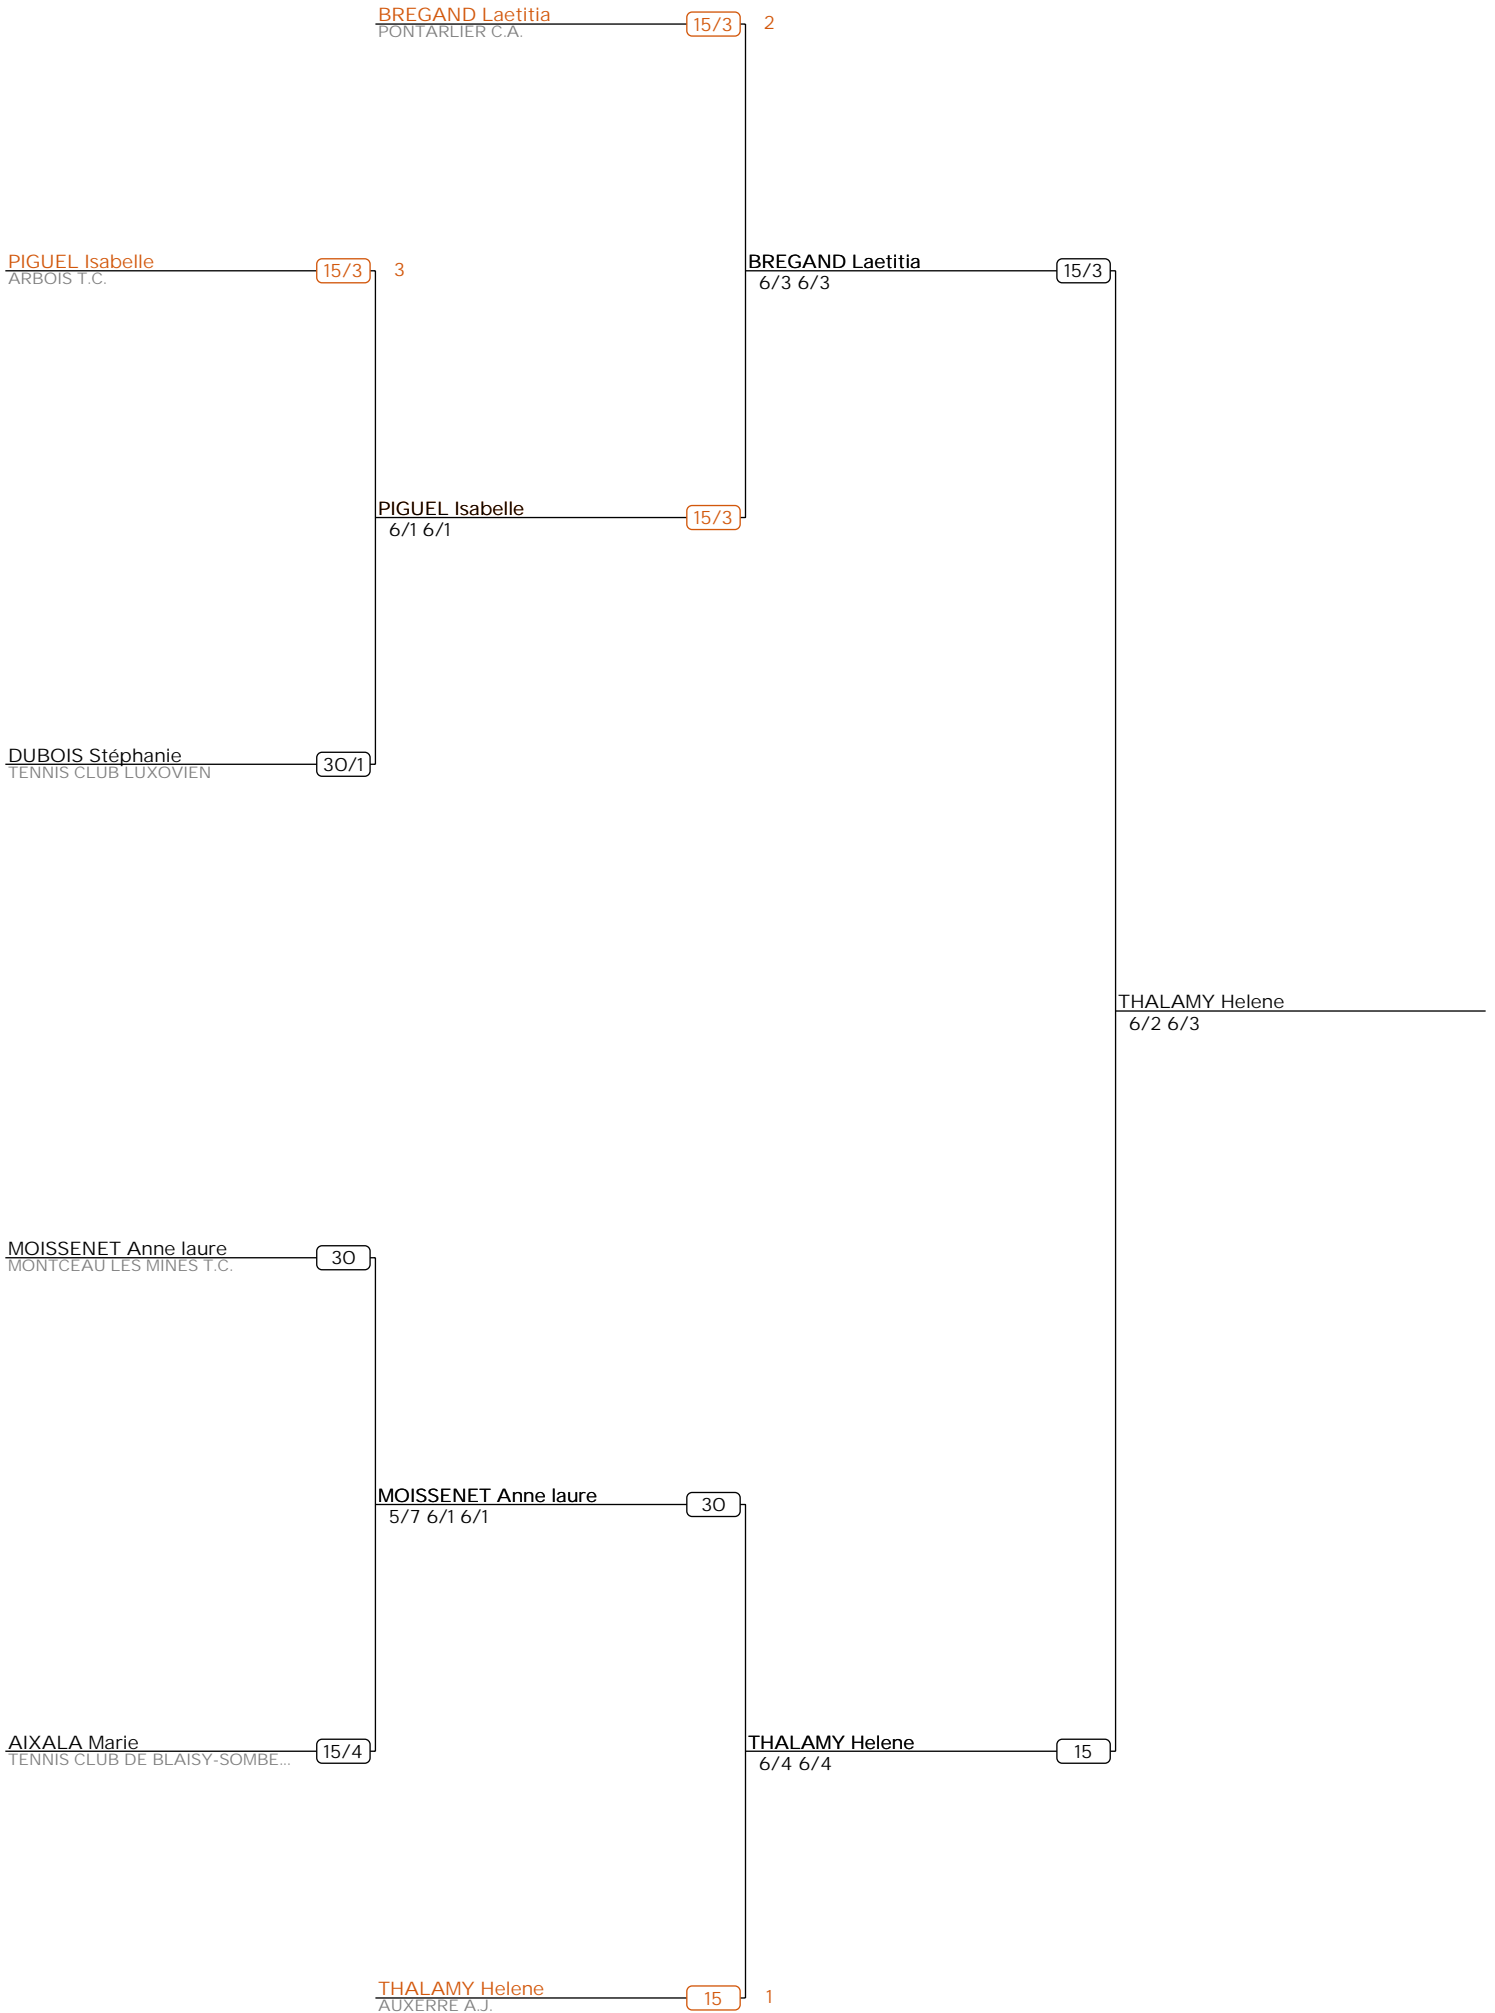 BREGAND Laetitia
PONTARLIER C.A.
15/3
2
PIGUEL Isabelle
ARBOIS T.C.
15/3
3
BREGAND Laetitia
6/3 6/3
15/3
PIGUEL Isabelle
6/1 6/1
15/3
DUBOIS Stéphanie
TENNIS CLUB LUXOVIEN
30/1
THALAMY Helene
6/2 6/3
MOISSENET Anne laure
MONTCEAU LES MINES T.C.
30
MOISSENET Anne laure
5/7 6/1 6/1
30
AIXALA Marie
TENNIS CLUB DE BLAISY-SOMBE...
15/4
THALAMY Helene
6/4 6/4
15
THALAMY Helene
AUXERRE A.J.
15
1